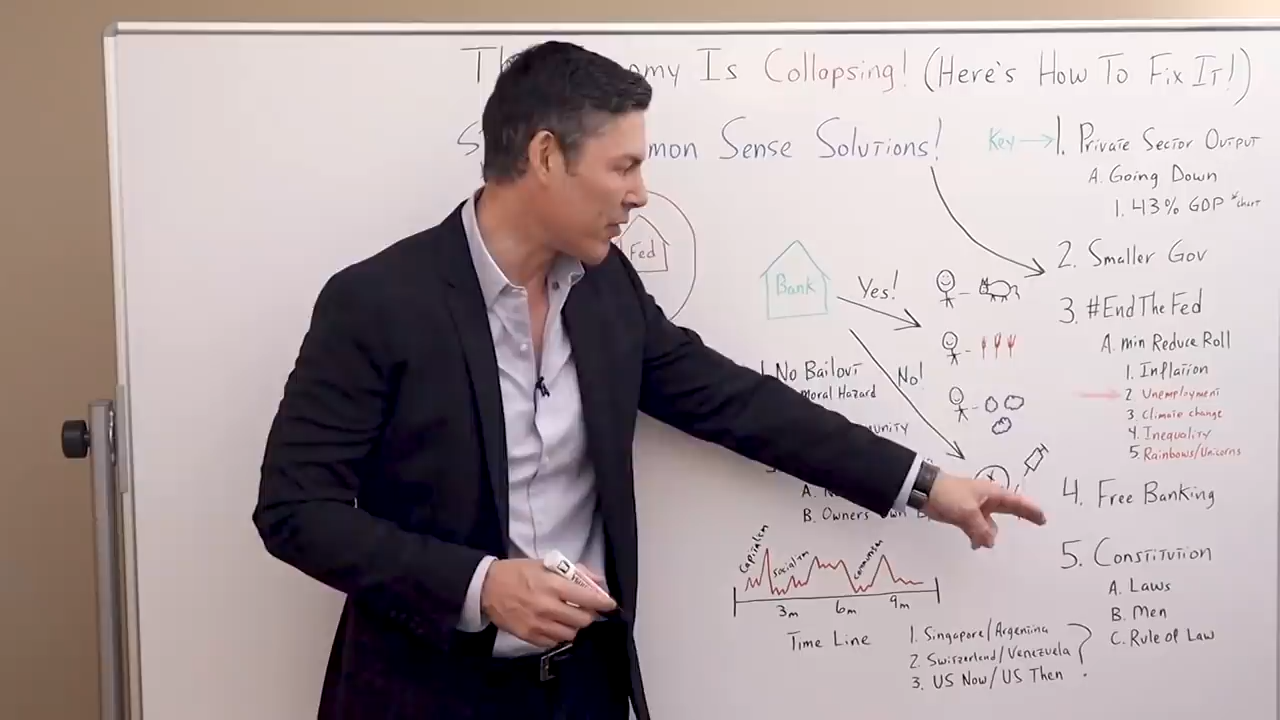 Th omy Is Collapsing! (Here's How To Fix It!)
S mon Sense Solutions!
Fed
Bank
Yes!
No!
1. No Bailout
Moral Hazard
munity
A. N
B. Owners Own B
Capitalism
socialism
communism
3m 6m 9m
Time Line
1. Singapore/Argentina
2. Switzerland/Venezuela
3. US Now/US Then
?
Key → 1. Private Sector Output
A. Going Down
1. 43% GDP *chart
2. Smaller Gov
3. #EndTheFed
A. min Reduce Roll
1. Inflation
2. Unemployment
3. Climate change
4. Inequality
5. Rainbows/Unicorns
4. Free Banking
5. Constitution
A. Laws
B. Men
C. Rule of Law